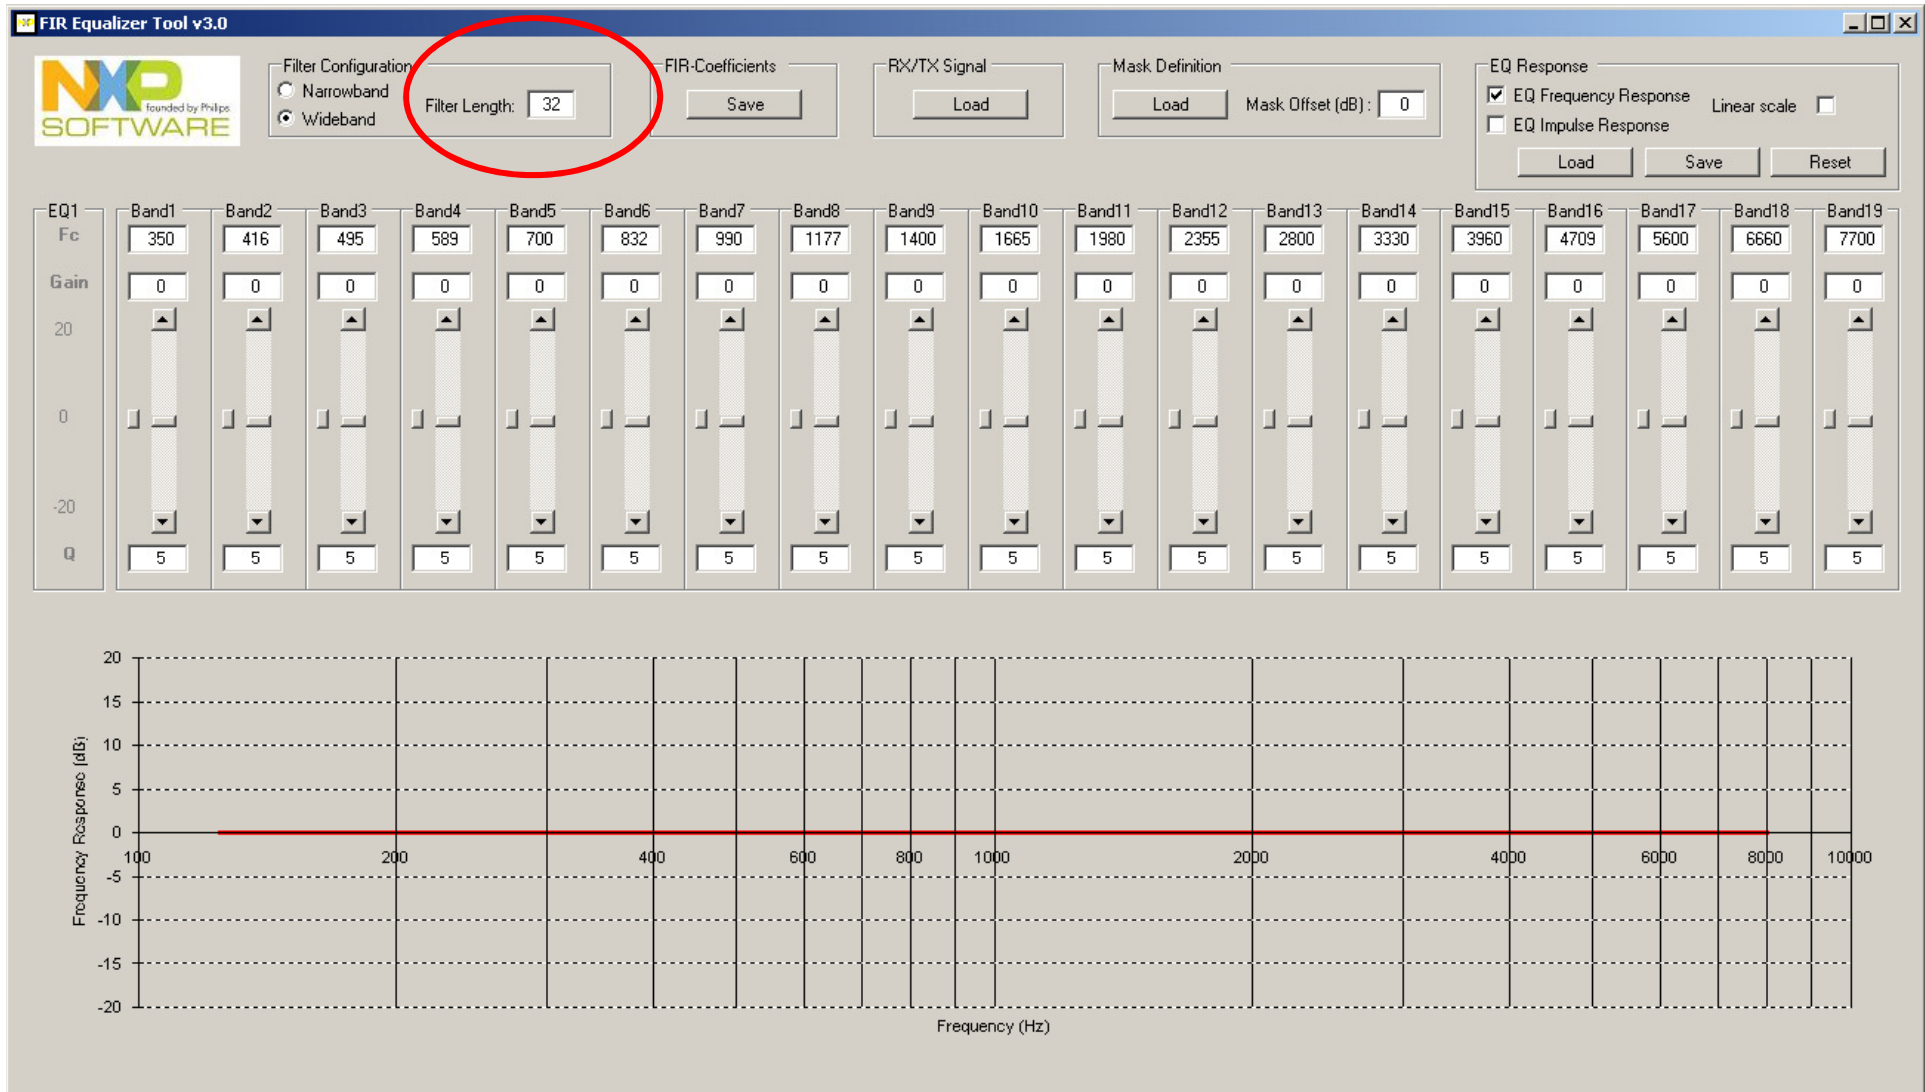 FIR Equalizer Tool v3.0
NXP
founded by Philips
SOFTWARE
Filter Configuration
Narrowband
Wideband
Filter Length: 32
FIR-Coefficients
Save
RX/TX Signal
Load
Mask Definition
Load
Mask Offset (dB) : 0
EQ Response
EQ Frequency Response
Linear scale
EQ Impulse Response
Load Save Reset
EQ1 Band1 Band2 Band3 Band4 Band5 Band6 Band7 Band8 Band9 Band10 Band11 Band12 Band13 Band14 Band15 Band16 Band17 Band18 Band19
Fc 350 416 495 589 700 832 990 1177 1400 1665 1980 2355 2800 3330 3960 4709 5600 6660 7700
Gain 0 0 0 0 0 0 0 0 0 0 0 0 0 0 0 0 0 0 0
20
0
-20
Q 5 5 5 5 5 5 5 5 5 5 5 5 5 5 5 5 5 5 5
Frequency Response (dB)
20
15
10
5
0
100 200 400 600 800 1000 2000 4000 6000 8000 10000
-5
-10
-15
-20
Frequency (Hz)